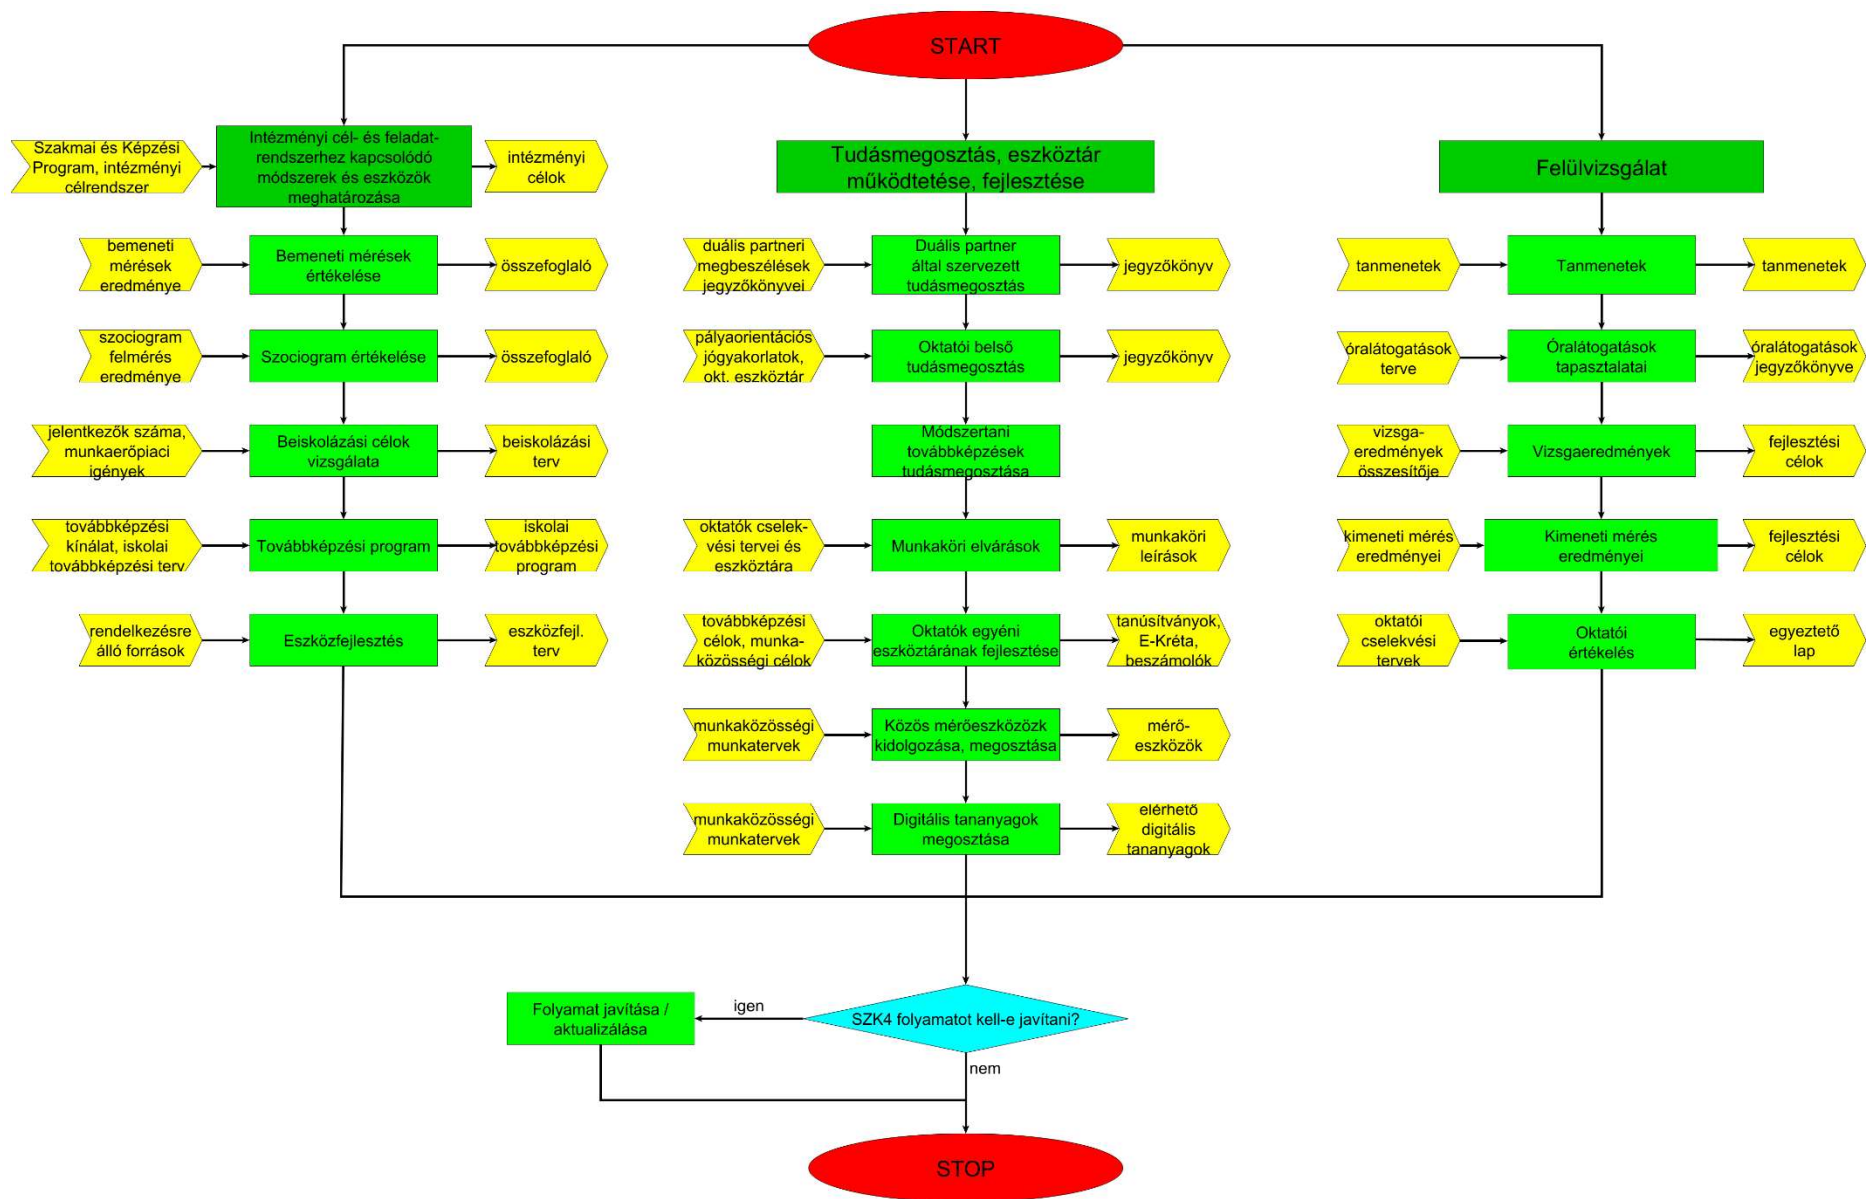 START
Szakmai és Képzési
Program, intézményi
célrendszer
Intézményi cél- és feladat-
rendszerhez kapcsolódó
módszerek és eszközök
meghatározása
intézményi
célok
bemeneti
mérések
eredménye
Bemeneti mérések
értékelése
összefoglaló
szociogram
felmérés
eredménye
Szociogram értékelése
összefoglaló
jelentkezők száma,
munkaerőpiaci
igények
Beiskolázási célok
vizsgálata
beiskolázási
terv
továbbképzési
kínálat, iskolai
továbbképzési terv
Továbbképzési program
iskolai
továbbképzési
program
rendelkezésre
álló források
Eszközfejlesztés
eszközfejl.
terv
Tudásmegosztás, eszköztár
működtetése, fejlesztése
duális partneri
megbeszélések
jegyzőkönyvei
Duális partner
által szervezett
tudásmegosztás
jegyzőkönyv
pályaorientációs
jógyakorlatok,
okt. eszköztár
Oktatói belső
tudásmegosztás
jegyzőkönyv
Módszertani
továbbképzések
tudásmegosztása
oktatók cselek-
vési tervei és
eszköztára
Munkaköri elvárások
munkaköri
leírások
továbbképzési
célok, munka-
közösségi célok
Oktatók egyéni
eszköztárának fejlesztése
tanúsítványok,
E-Kréta,
beszámolók
munkaközösségi
munkatervek
Közös mérőeszközözk
kidolgozása, megosztása
mérő-
eszközök
munkaközösségi
munkatervek
Digitális tananyagok
megosztása
elérhető
digitális
tananyagok
Felülvizsgálat
tanmenetek
Tanmenetek
tanmenetek
óralátogatások
terve
Óralátogatások
tapasztalatai
óralátogatások
jegyzőkönyve
vizsga-
eredmények
összesítője
Vizsgaeredmények
fejlesztési
célok
kimeneti mérés
eredményei
Kimeneti mérés
eredményei
fejlesztési
célok
oktatói
cselekvési
tervek
Oktatói
értékelés
egyeztető
lap
SZK4 folyamatot kell-e javítani?
igen
Folyamat javítása /
aktualizálása
nem
STOP